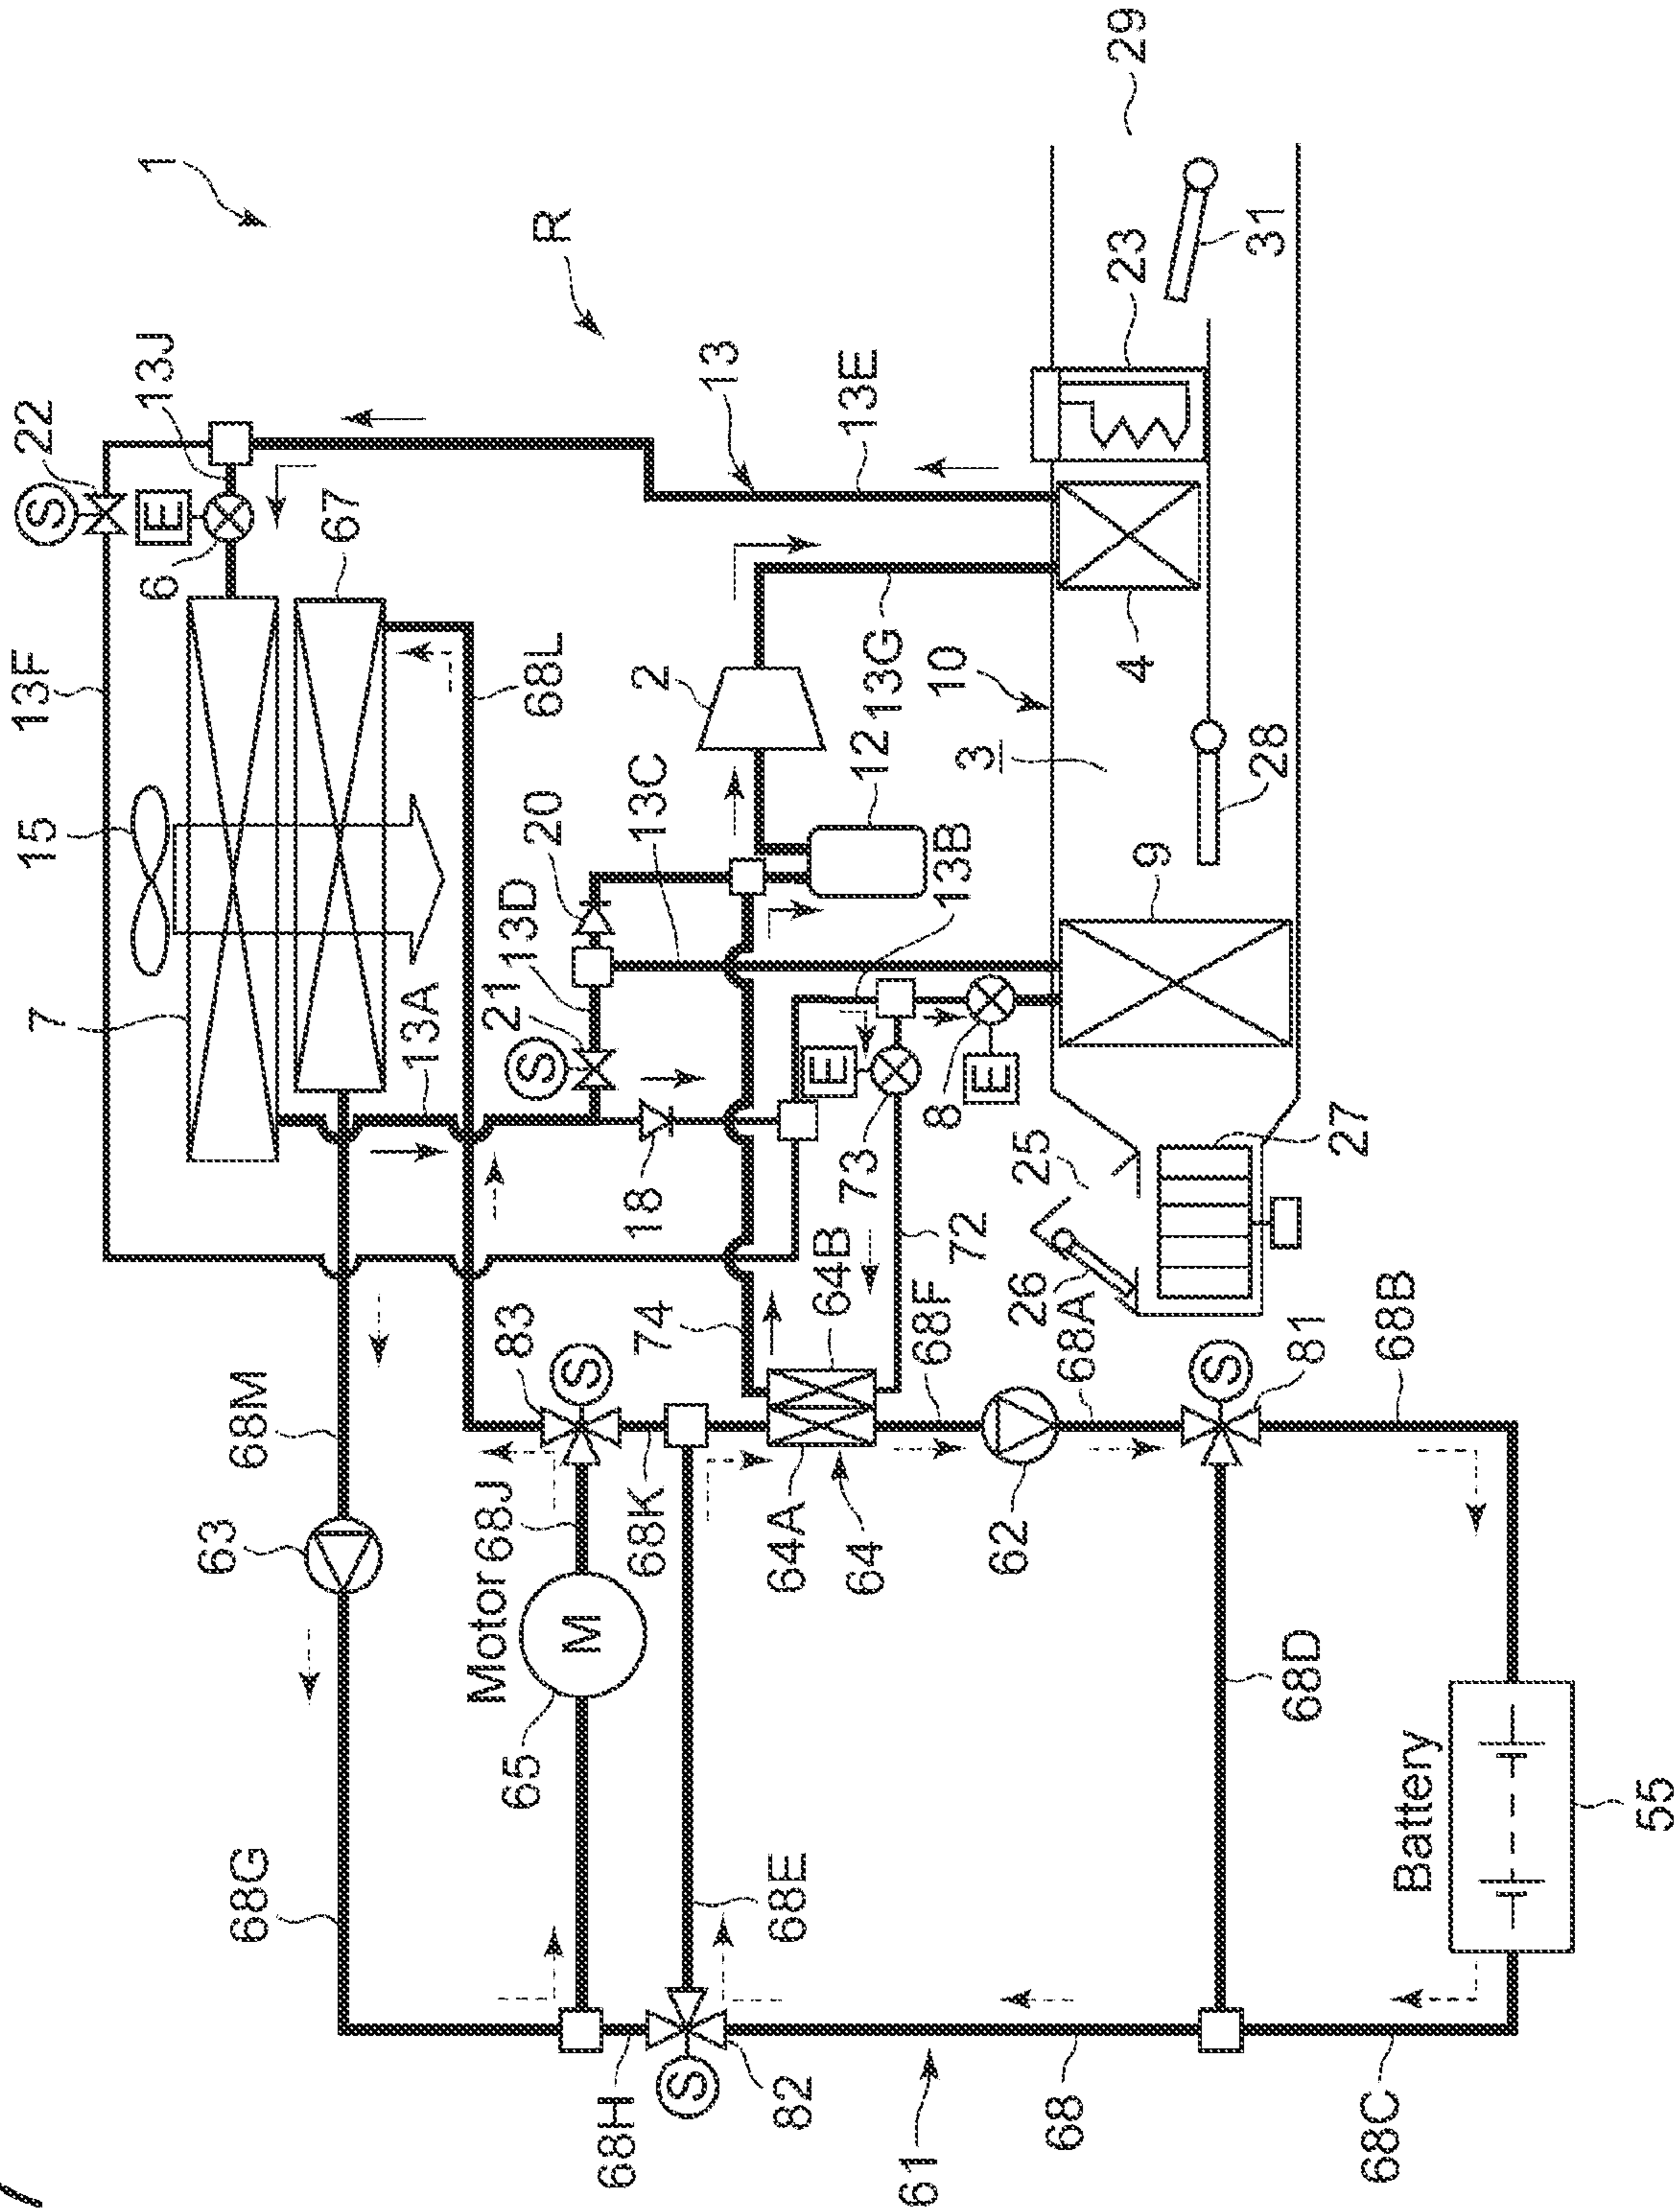 7
15
13F
S
22
E
6
13J
1
63
68G
68M
67
13A
Motor
68J
65
83
S
21
13D
20
68L
R
M
S
68H
68K
18
13C
2
S
74
13
82
68E
64A
64B
E
64
73
12
13G
13E
61
68F
8
13B
10
62
72
E
3
68
26
25
68A
9
4
23
29
S
28
31
68D
81
27
68C
Battery
68B
55